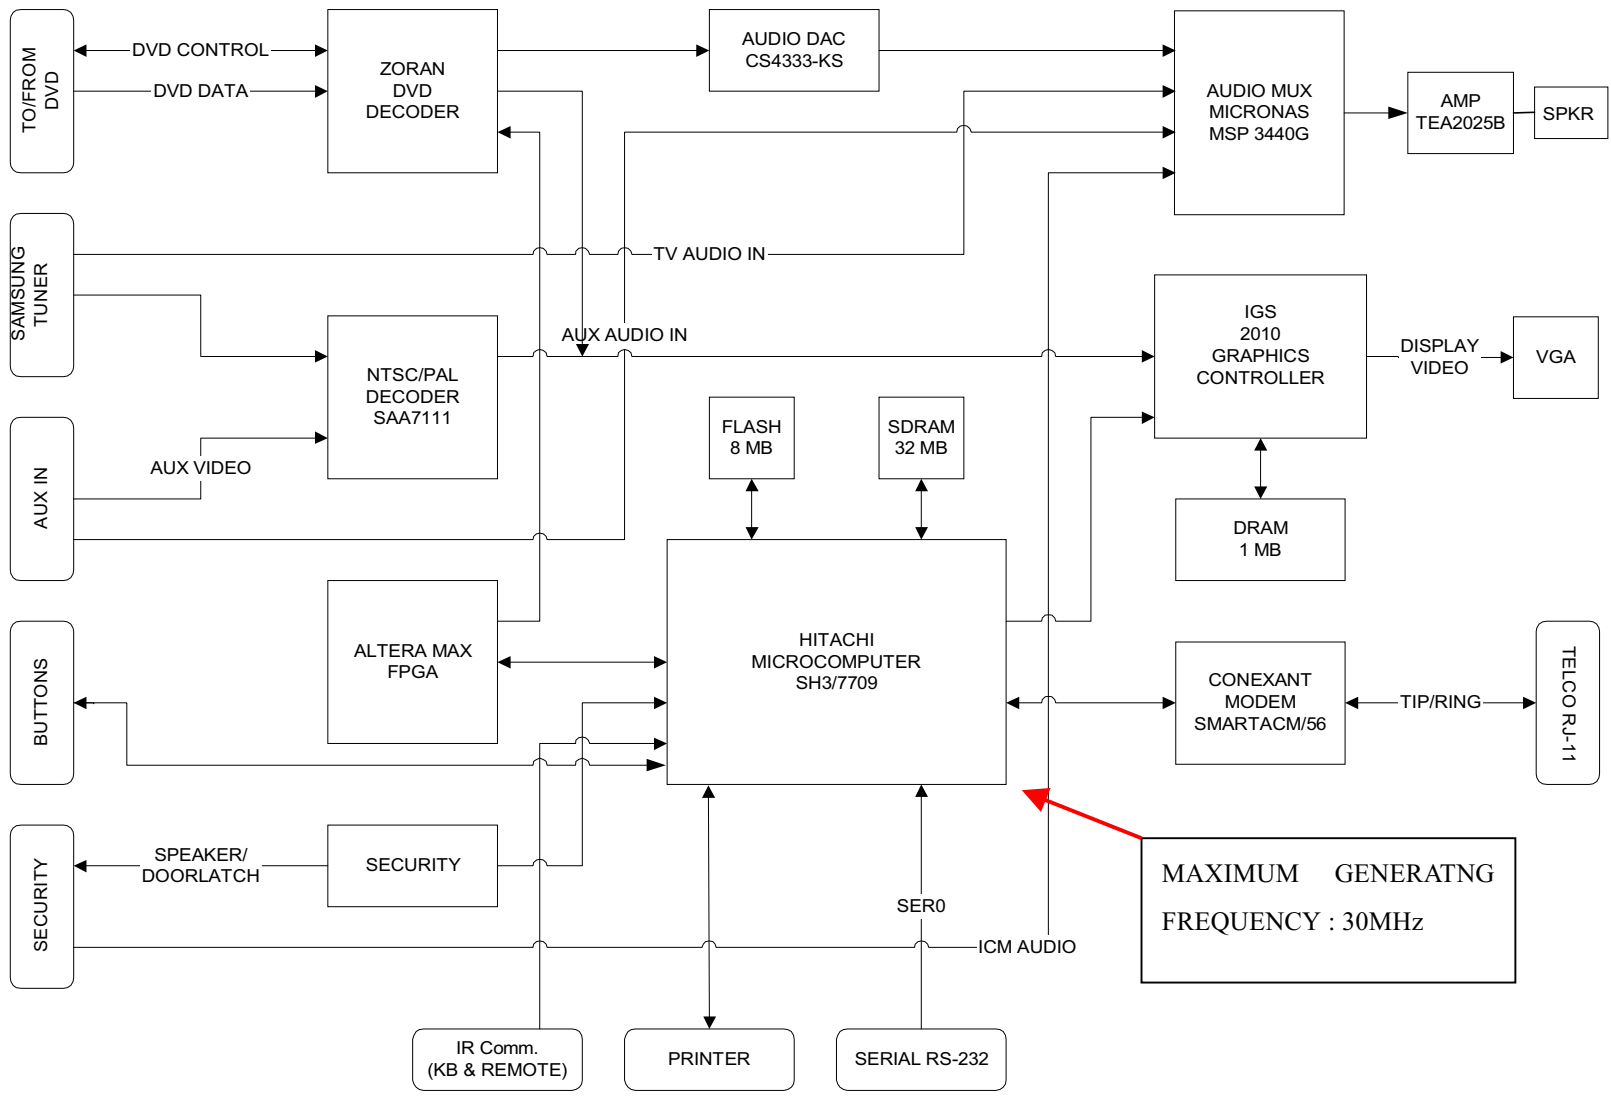 TO/FROM
DVD
DVD CONTROL
DVD DATA
ZORAN
DVD
DECODER
AUDIO DAC
CS4333-KS
AUDIO MUX
MICRONAS
MSP 3440G
AMP
TEA2025B
SPKR
SAMSUNG
TUNER
TV AUDIO IN
NTSC/PAL
DECODER
SAA7111
AUX AUDIO IN
IGS
2010
GRAPHICS
CONTROLLER
DISPLAY
VIDEO
VGA
AUX IN
AUX VIDEO
FLASH
8 MB
SDRAM
32 MB
DRAM
1 MB
BUTTONS
ALTERA MAX
FPGA
HITACHI
MICROCOMPUTER
SH3/7709
CONEXANT
MODEM
SMARTACM/56
TIP/RING
TELCO RJ-11
SECURITY
SPEAKER/
DOORLATCH
SECURITY
SER0
ICM AUDIO
MAXIMUM GENERATNG
FREQUENCY : 30MHz
IR Comm.
(KB & REMOTE)
PRINTER
SERIAL RS-232